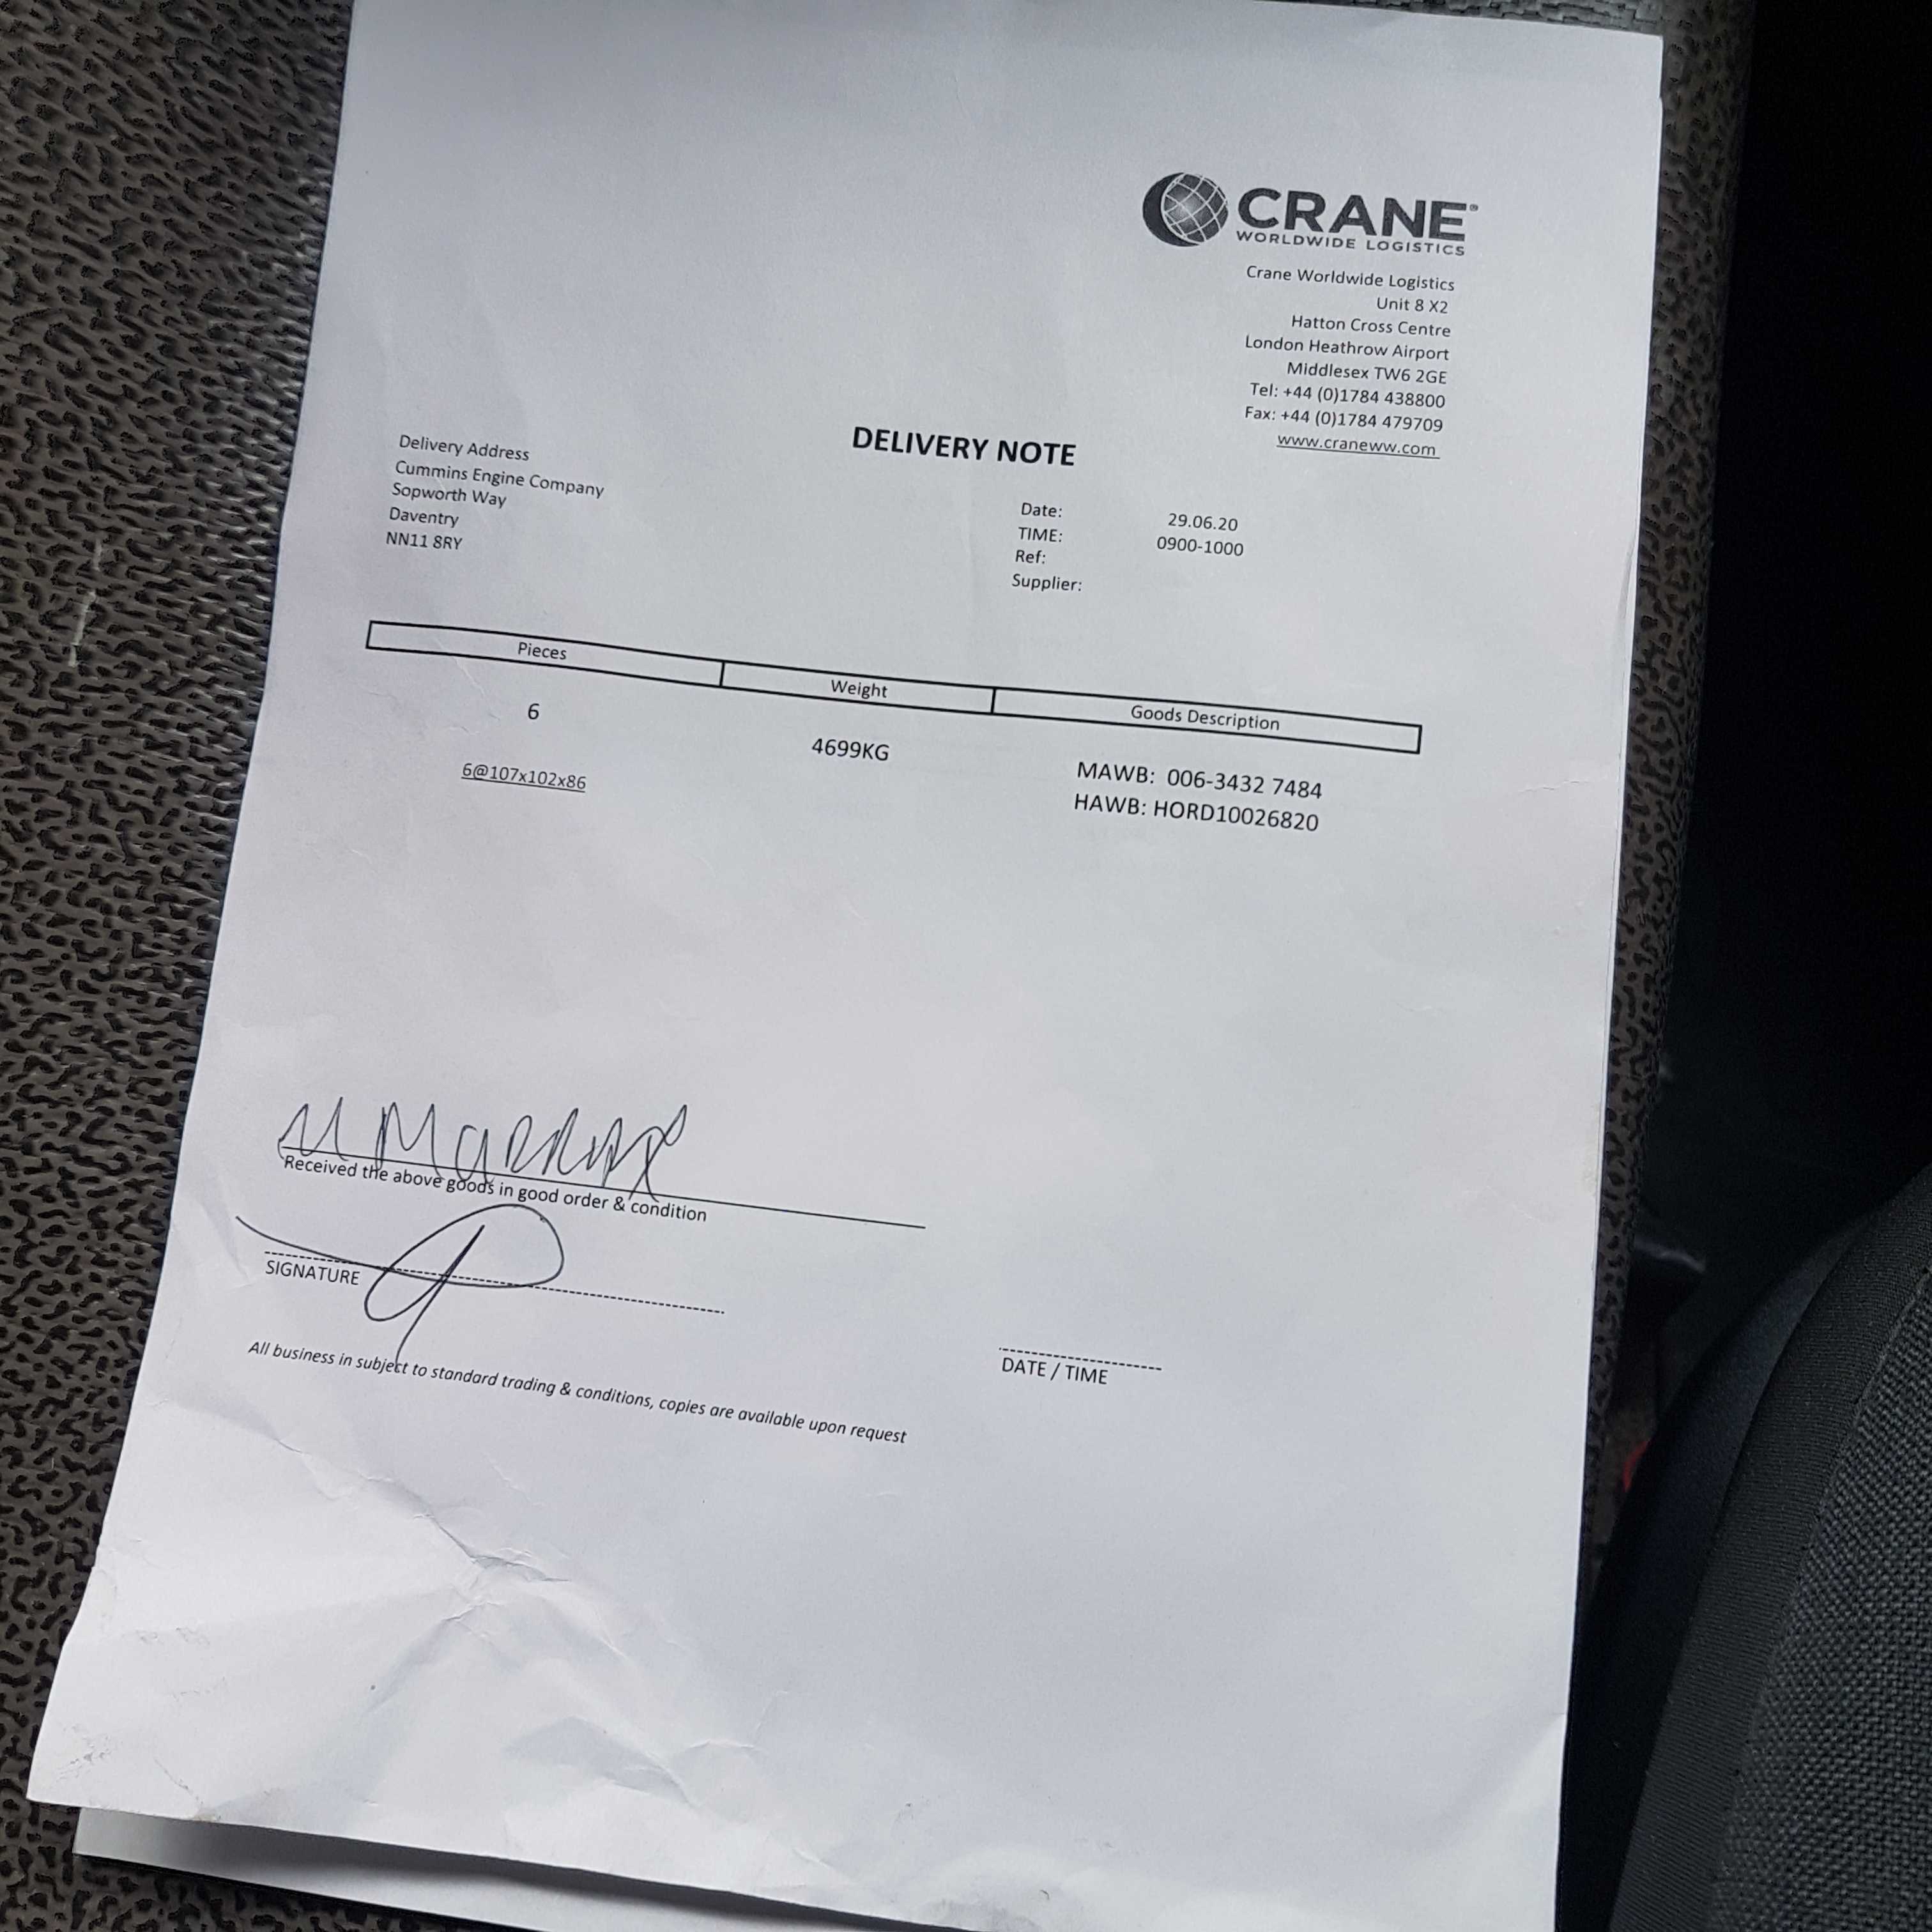 CRANE®
WORLDWIDE LOGISTICS
Crane Worldwide Logistics
Unit 8 X2
Hatton Cross Centre
London Heathrow Airport
Middlesex TW6 2GE
Tel: +44 (0)1784 438800
Fax: +44 (0)1784 479709
www.craneww.com
DELIVERY NOTE
Delivery Address
Cummins Engine Company
Sopworth Way
Daventry
NN11 8RY
Date: 29.06.20
TIME: 0900-1000
Ref:
Supplier:
Pieces Weight Goods Description
6 4699KG MAWB: 006-3432 7484
6@107x102x86 HAWB: HORD10026820
M
Received the above goods in good order & condition
SIGNATURE
DATE / TIME
All business in subject to standard trading & conditions, copies are available upon request